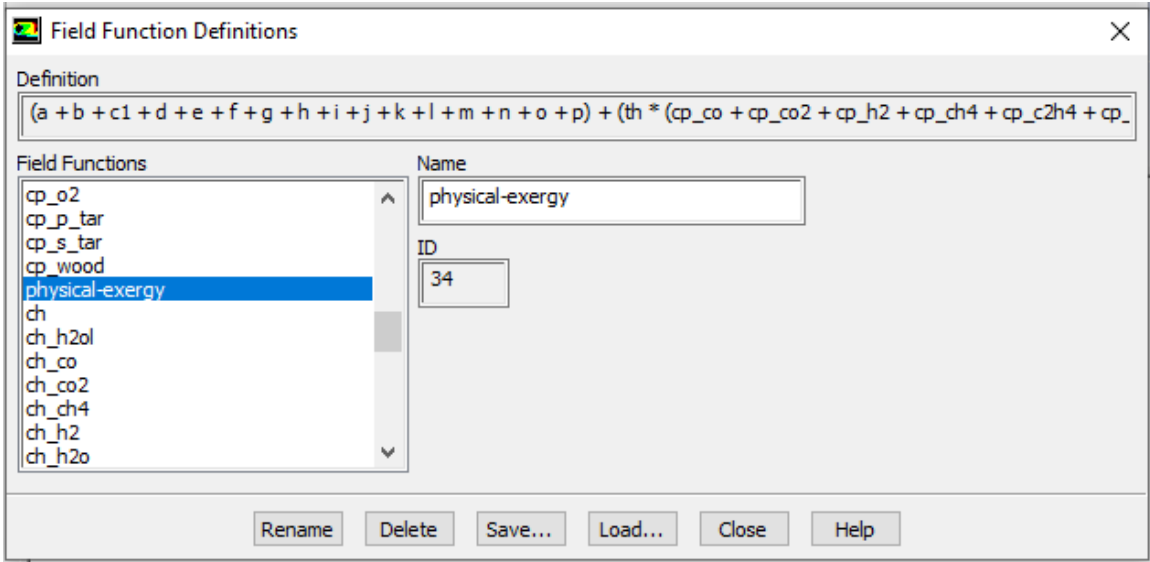 Field Function Definitions
Definition
(a + b + c1 + d + e + f + g + h + i + j + k + l + m + n + o + p) + (th * (cp_co + cp_co2 + cp_h2 + cp_ch4 + cp_c2h4 + cp_
Field Functions
cp_o2
cp_p_tar
cp_s_tar
cp_wood
physical-exergy
ch
ch_h2ol
ch_co
ch_co2
ch_ch4
ch_h2
ch_h2o
Name
physical-exergy
ID
34
Rename Delete Save... Load... Close Help